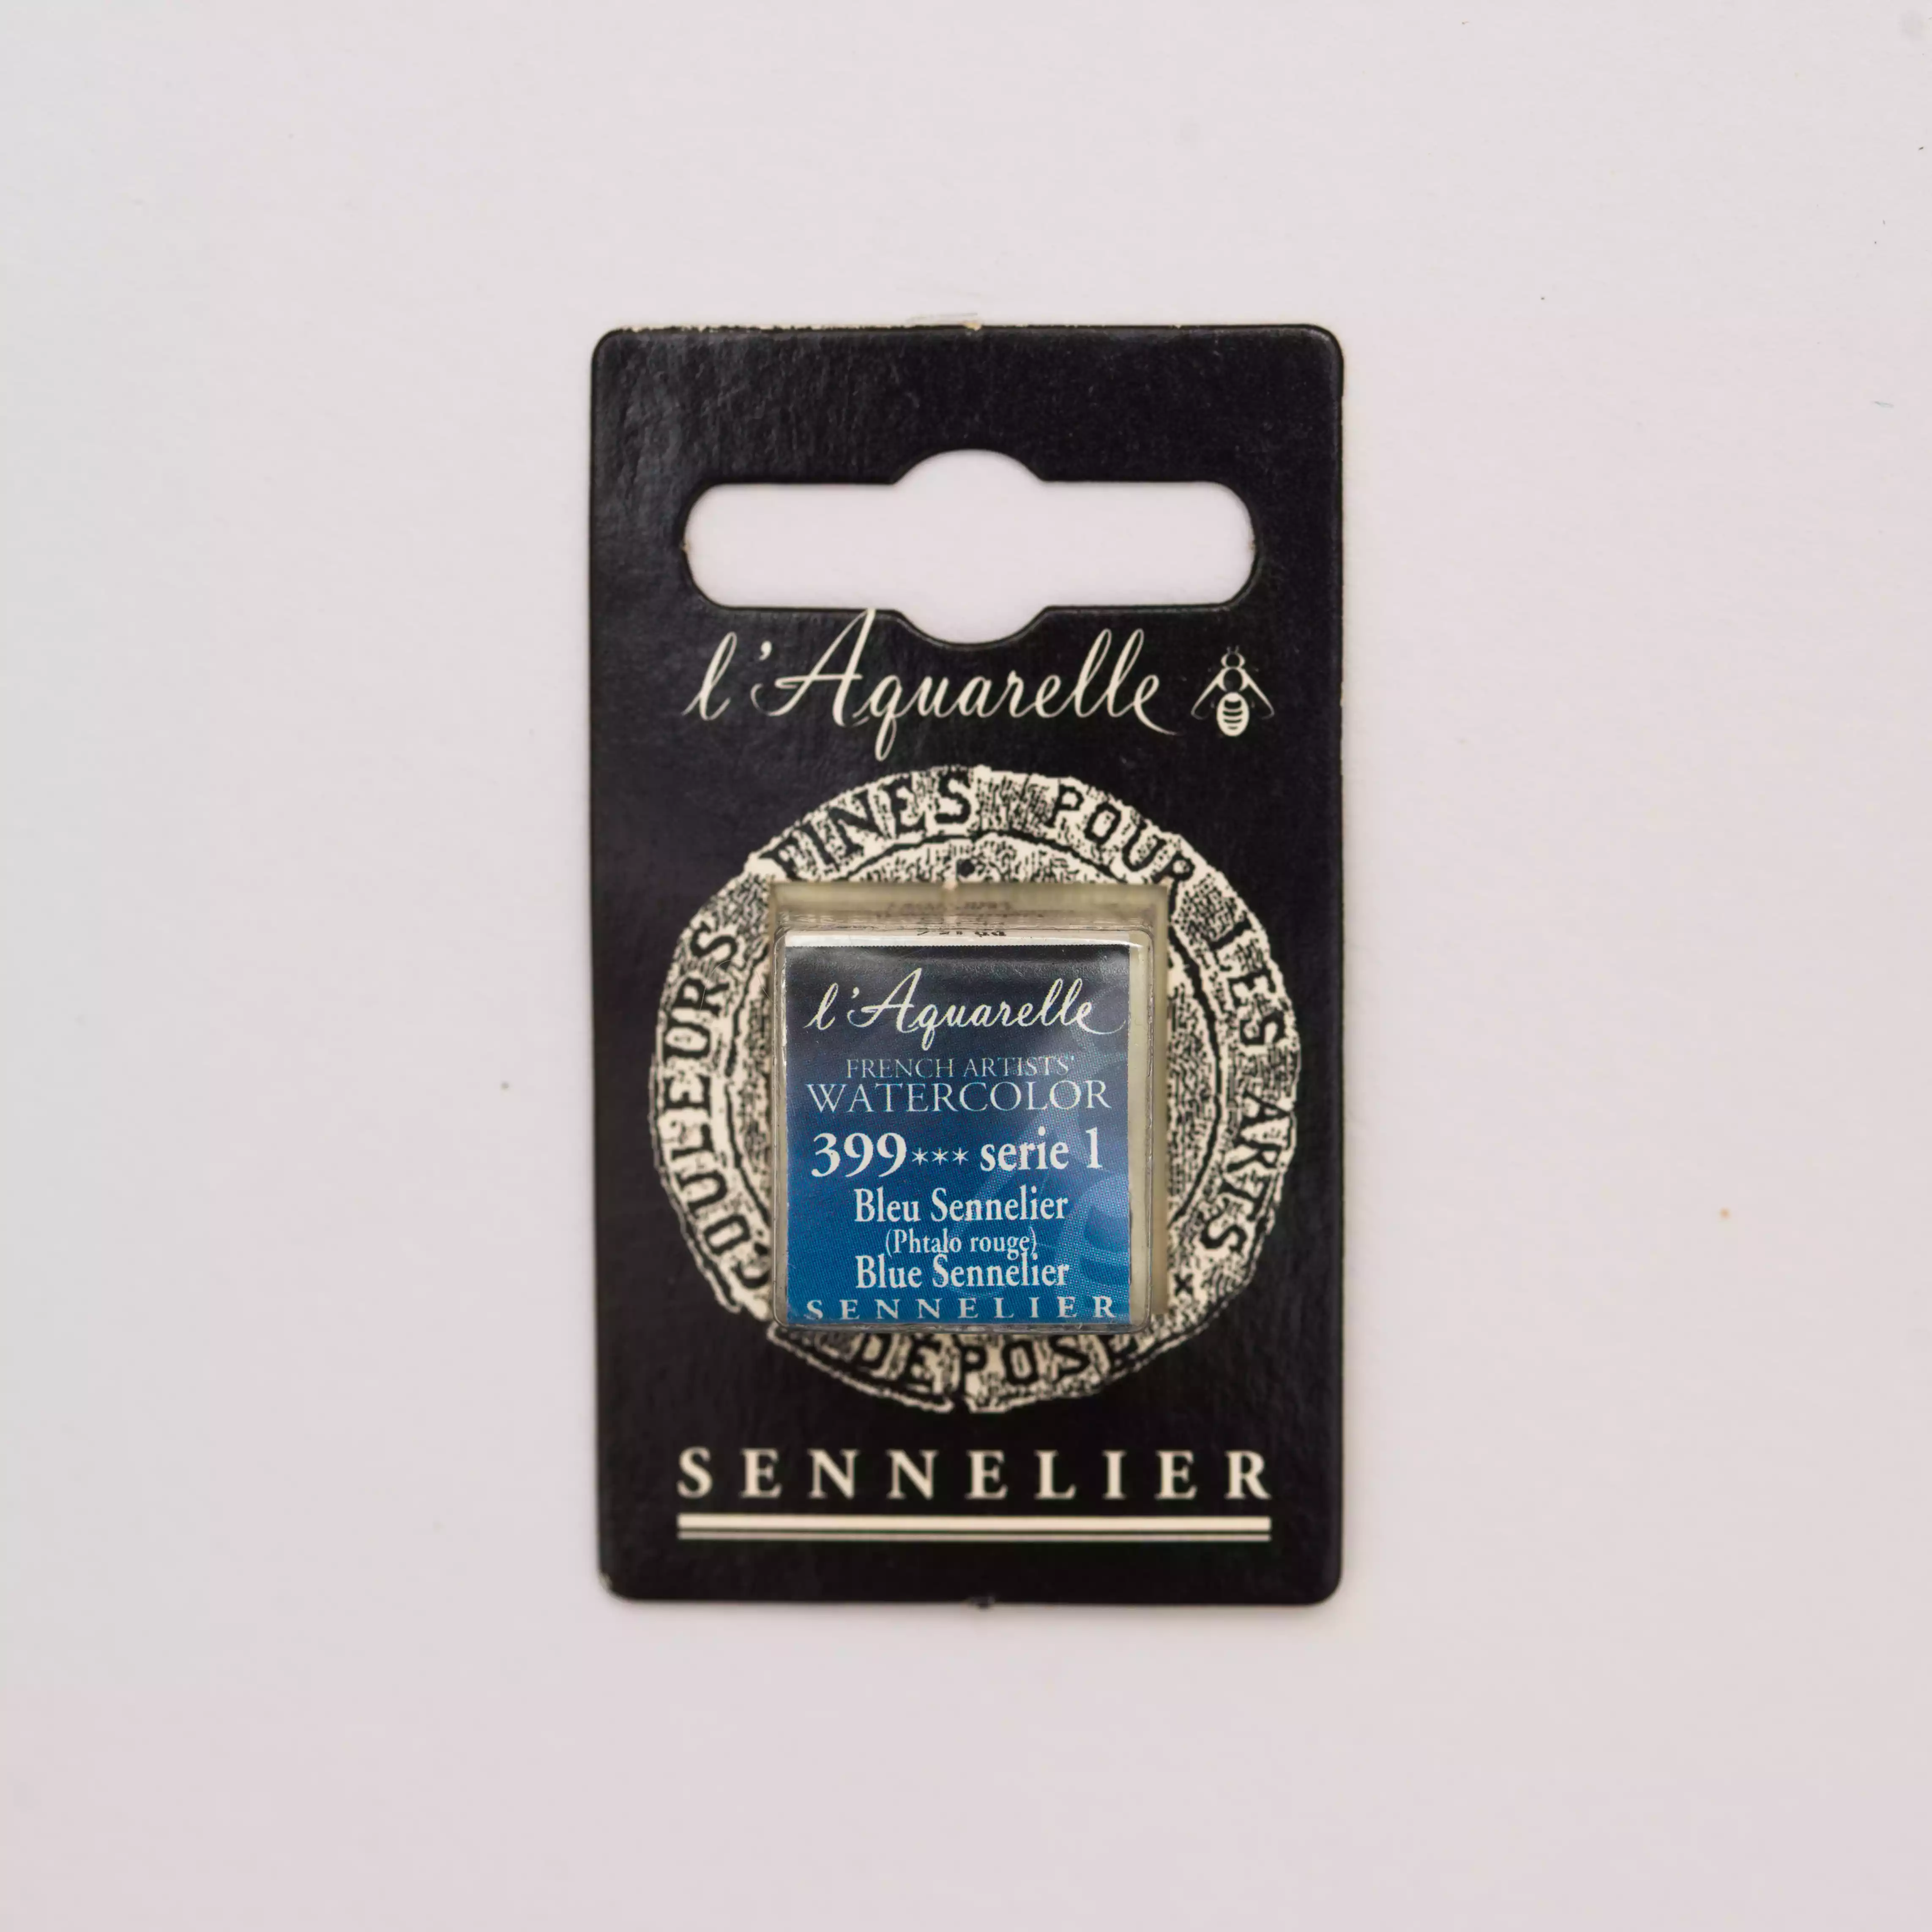 l'Aquarelle
COULEURS FINES POUR LES ARTS
l'Aquarelle
FRENCH ARTISTS'
WATERCOLOR
399*** serie 1
Bleu Sennelier
(Phtalo rouge)
Blue Sennelier
SENNELIER
DEPOSE
SENNELIER